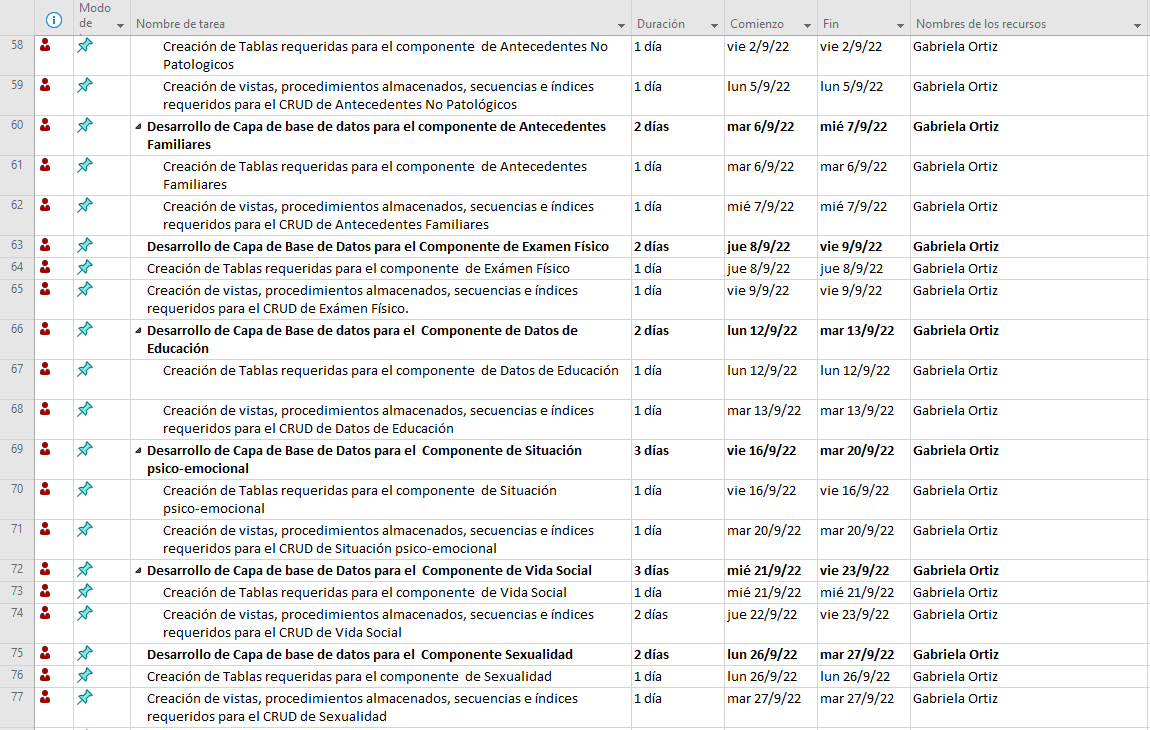 Modo
de
Nombre de tarea Duración Comienzo Fin Nombres de los recursos
58 Creación de Tablas requeridas para el componente de Antecedentes No 1 día vie 2/9/22 vie 2/9/22 Gabriela Ortiz
Patologicos
59 Creación de vistas, procedimientos almacenados, secuencias e índices 1 día lun 5/9/22 lun 5/9/22 Gabriela Ortiz
requeridos para el CRUD de Antecedentes No Patológicos
60 Desarrollo de Capa de base de datos para el componente de Antecedentes 2 días mar 6/9/22 mié 7/9/22 Gabriela Ortiz
Familiares
61 Creación de Tablas requeridas para el componente de Antecedentes 1 día mar 6/9/22 mar 6/9/22 Gabriela Ortiz
Familiares
62 Creación de vistas, procedimientos almacenados, secuencias e índices 1 día mié 7/9/22 mié 7/9/22 Gabriela Ortiz
requeridos para el CRUD de Antecedentes Familiares
63 Desarrollo de Capa de Base de Datos para el Componente de Examen Físico 2 días jue 8/9/22 vie 9/9/22 Gabriela Ortiz
64 Creación de Tablas requeridas para el componente de Exámen Físico 1 día jue 8/9/22 jue 8/9/22 Gabriela Ortiz
65 Creación de vistas, procedimientos almacenados, secuencias e índices 1 día vie 9/9/22 vie 9/9/22 Gabriela Ortiz
requeridos para el CRUD de Exámen Físico.
66 Desarrollo de Capa de Base de datos para el Componente de Datos de 2 días lun 12/9/22 mar 13/9/22 Gabriela Ortiz
Educación
67 Creación de Tablas requeridas para el componente de Datos de Educación 1 día lun 12/9/22 lun 12/9/22 Gabriela Ortiz
68 Creación de vistas, procedimientos almacenados, secuencias e índices 1 día mar 13/9/22 mar 13/9/22 Gabriela Ortiz
requeridos para el CRUD de Datos de Educación
69 Desarrollo de Capa de Base de Datos para el Componente de Situación 3 días vie 16/9/22 mar 20/9/22 Gabriela Ortiz
psico-emocional
70 Creación de Tablas requeridas para el componente de Situación 1 día vie 16/9/22 vie 16/9/22 Gabriela Ortiz
psico-emocional
71 Creación de vistas, procedimientos almacenados, secuencias e índices 1 día mar 20/9/22 mar 20/9/22 Gabriela Ortiz
requeridos para el CRUD de Situación psico-emocional
72 Desarrollo de Capa de base de Datos para el Componente de Vida Social 3 días mié 21/9/22 vie 23/9/22 Gabriela Ortiz
73 Creación de Tablas requeridas para el componente de Vida Social 1 día mié 21/9/22 mié 21/9/22 Gabriela Ortiz
74 Creación de vistas, procedimientos almacenados, secuencias e índices 2 días jue 22/9/22 vie 23/9/22 Gabriela Ortiz
requeridos para el CRUD de Vida Social
75 Desarrollo de Capa de base de datos para el Componente Sexualidad 2 días lun 26/9/22 mar 27/9/22 Gabriela Ortiz
76 Creación de Tablas requeridas para el componente de Sexualidad 1 día lun 26/9/22 lun 26/9/22 Gabriela Ortiz
77 Creación de vistas, procedimientos almacenados, secuencias e índices 1 día mar 27/9/22 mar 27/9/22 Gabriela Ortiz
requeridos para el CRUD de Sexualidad